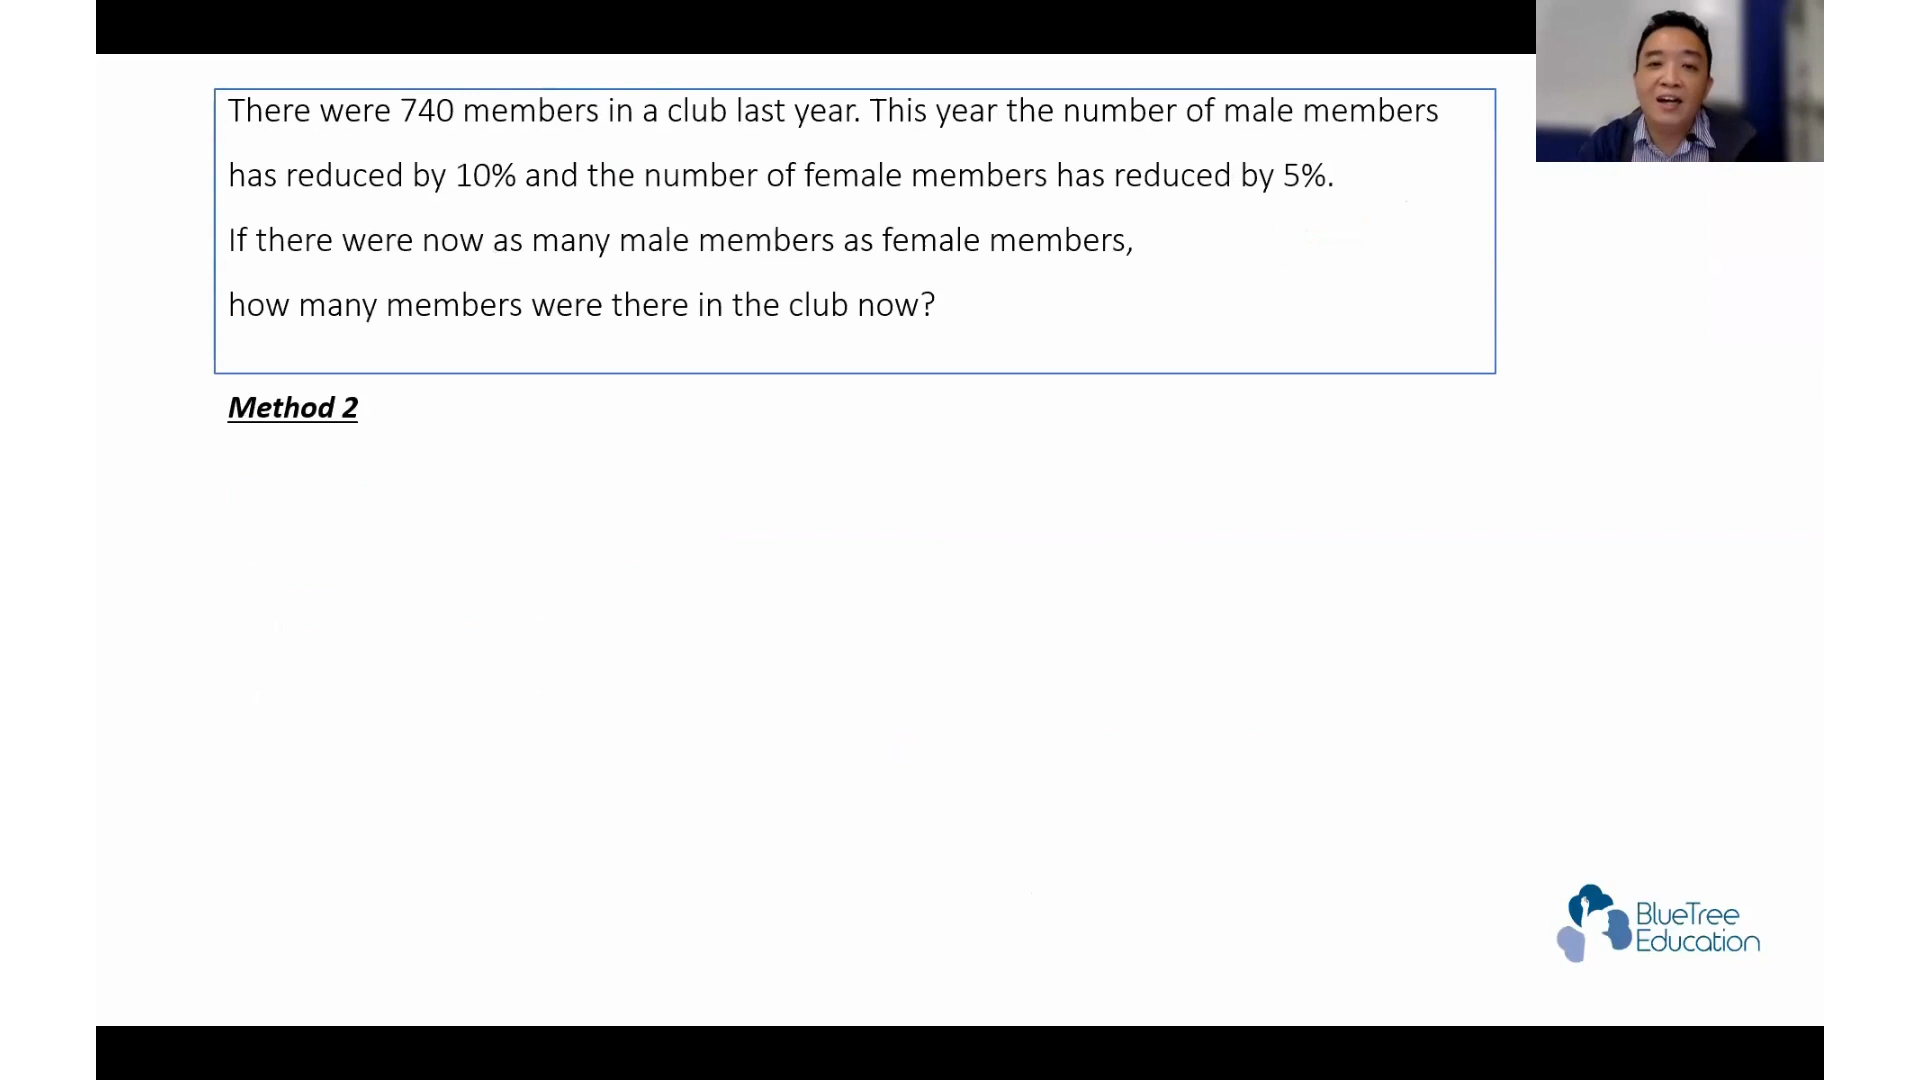 There were 740 members in a club last year. This year the number of male members
has reduced by 10% and the number of female members has reduced by 5%.
If there were now as many male members as female members,
how many members were there in the club now?
Method 2
BlueTree
Education